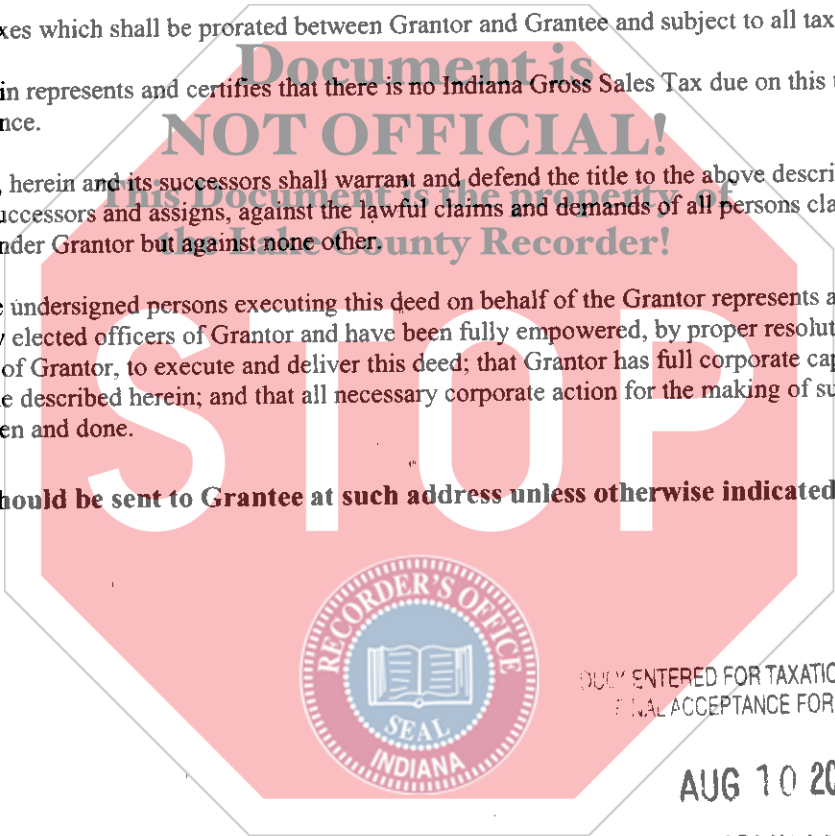 xes which shall be prorated between Grantor and Grantee and subject to all tax
Document is
in represents and certifies that there is no Indiana Gross Sales Tax due on this
nce.
NOT OFFICIAL!
, herein and its successors shall warrant and defend the title to the above descri
This Document is the property of
uccessors and assigns, against the lawful claims and demands of all persons cla
nder Grantor but against none other.
the Lake County Recorder!
e undersigned persons executing this deed on behalf of the Grantor represents a
y elected officers of Grantor and have been fully empowered, by proper resolut
of Grantor, to execute and deliver this deed; that Grantor has full corporate cap
e described herein; and that all necessary corporate action for the making of su
en and done.
STOP
hould be sent to Grantee at such address unless otherwise indicated
RECORDER'S OFFICE
SEAL
INDIANA
DULY ENTERED FOR TAXATIO
FINAL ACCEPTANCE FOR
AUG 10 20